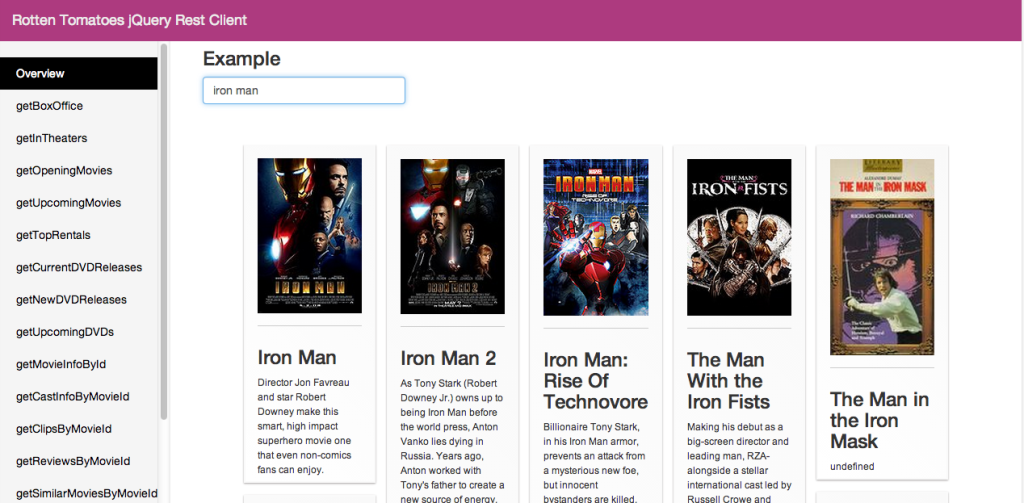 Rotten Tomatoes jQuery Rest Client
Overview
getBoxOffice
getInTheaters
getOpeningMovies
getUpcomingMovies
getTopRentals
getCurrentDVDReleases
getNewDVDReleases
getUpcomingDVDs
getMovieInfoById
getCastInfoByMovieId
getClipsByMovieId
getReviewsByMovieId
getSimilarMoviesByMovieId
Example
iron man
IRON MAN
Iron Man
Director Jon Favreau
and star Robert
Downey make this
smart, high impact
superhero movie one
that even non-comics
fans can enjoy.
IRON MAN 2
Iron Man 2
As Tony Stark (Robert
Downey Jr.) owns up to
being Iron Man before
the world press, Anton
Vanko lies dying in
Russia. Years ago,
Anton worked with
Tony's father to create a
new source of energy,
MARVEL
IRON MAN
RISE OF
TECHNOVORE
Iron Man:
Rise Of
Technovore
Billionaire Tony Stark,
in his Iron Man armor,
prevents an attack from
a mysterious new foe,
but innocent
bystanders are killed.
THE MAN
WITH THE
IRON FISTS
The Man
With the
Iron Fists
Making his debut as a
big-screen director and
leading man, RZA-
alongside a stellar
international cast led by
Russell Crowe and
THE MAN IN THE IRON MASK
RICHARD CHAMBERLAIN
The Man in
the Iron
Mask
undefined